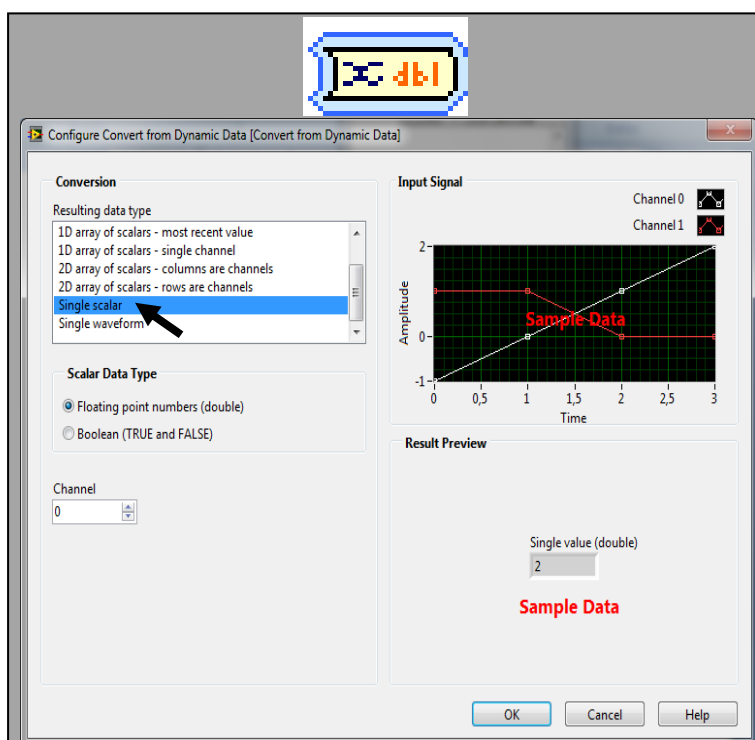 dbl
Configure Convert from Dynamic Data [Convert from Dynamic Data]
Conversion
Resulting data type
1D array of scalars - most recent value
1D array of scalars - single channel
2D array of scalars - columns are channels
2D array of scalars - rows are channels
Single scalar
Single waveform
Scalar Data Type
Floating point numbers (double)
Boolean (TRUE and FALSE)
Channel
0
Input Signal
Channel 0
Channel 1
Amplitude
2
0
-1
Sample Data
0 0,5 1 1,5 2 2,5 3
Time
Result Preview
Single value (double)
2
Sample Data
OK Cancel Help